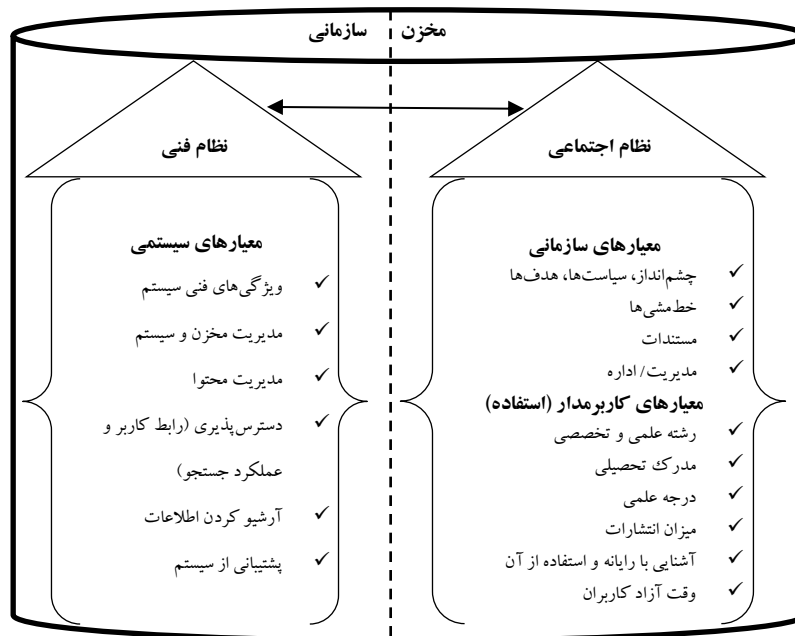 مخزن سازمانی
نظام اجتماعی
معیارهای سازمانی
✓ چشم‌انداز، سیاست‌ها، هدف‌ها
✓ خط‌مشی‌ها
✓ مستندات
✓ مدیریت/ اداره
معیارهای کاربرمدار (استفاده)
✓ رشته علمی و تخصصی
✓ مدرک تحصیلی
✓ درجه علمی
✓ میزان انتشارات
✓ آشنایی با رایانه و استفاده از آن
✓ وقت آزاد کاربران
نظام فنی
معیارهای سیستمی
✓ ویژگی‌های فنی سیستم
✓ مدیریت مخزن و سیستم
✓ مدیریت محتوا
✓ دسترس‌پذیری (رابط کاربر و
عملکرد جستجو)
✓ آرشیو کردن اطلاعات
✓ پشتیبانی از سیستم